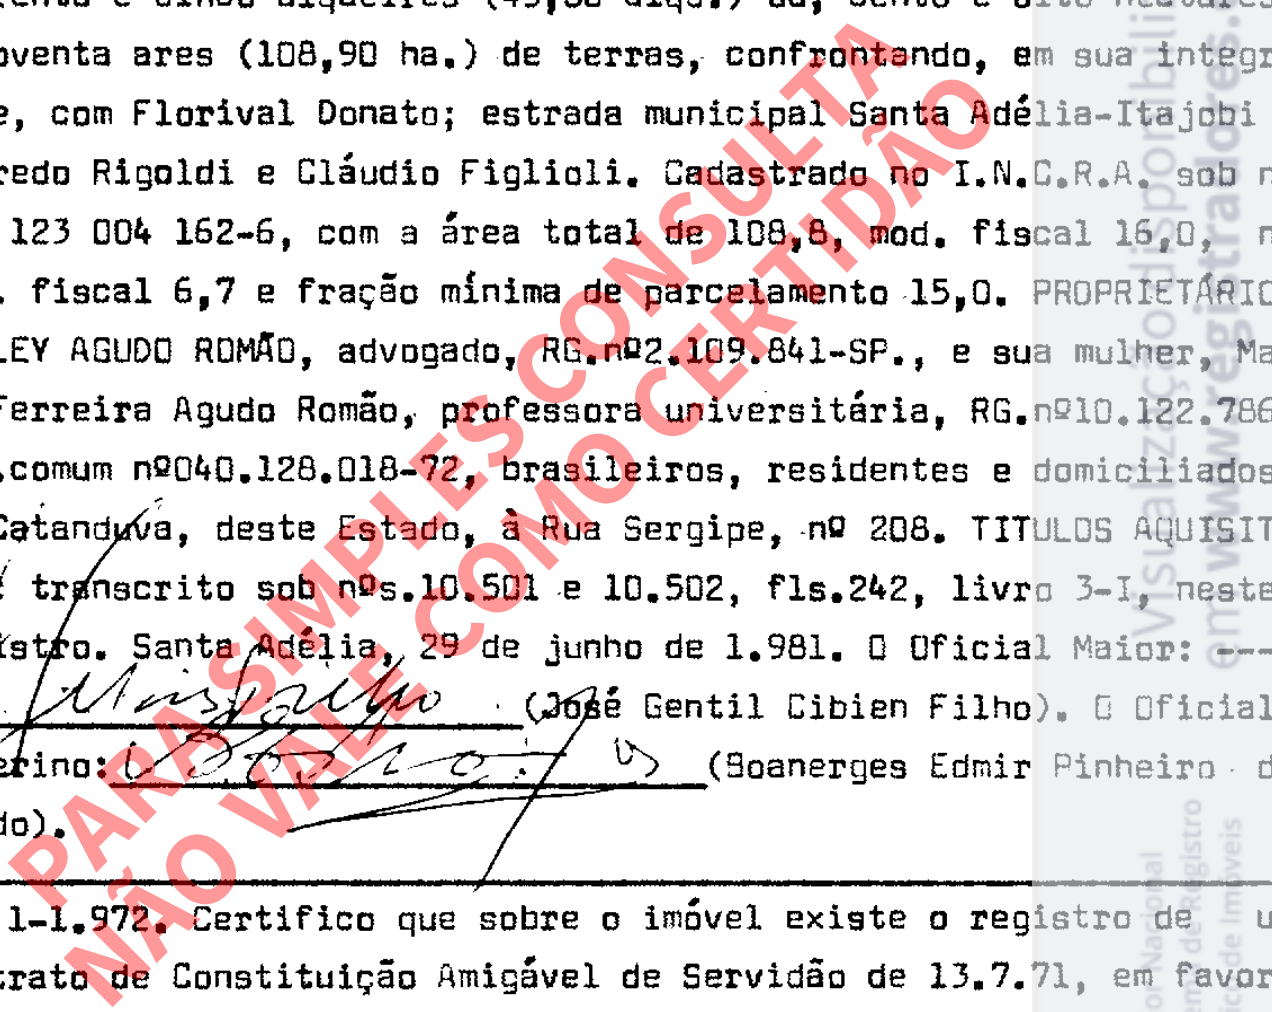 (108,90 ha.) de terras, confrontando, em sua integr
e, com Florival Donato; estrada municipal Santa Adélia-Itajobi
redo Rigoldi e Cláudio Figlioli. Cadastrado no I.N.C.R.A. sob n
123 004 162-6, com a área total de 108,8, mod. fiscal 16,0, n
. fiscal 6,7 e fração mínima de parcelamento 15,0. PROPRIETÁRIO
LEY AGUDO ROMÃO, advogado, RG.nº2.109.841-SP., e sua mulher, Ma
Ferreira Agudo Romão, professora universitária, RG.nº10.122.786
.comum nº040.128.018-72, brasileiros, residentes e domiciliados
Catanduva, deste Estado, à Rua Sergipe, nº 208. TITULOS AQUISIT
transcrito sob nºs.10.501 e 10.502, fls.242, livro 3-I, neste
istro. Santa Adélia, 29 de junho de 1.981. O Oficial Maior: ---
(José Gentil Cibien Filho). O Oficial
erino: (Boanerges Edmir Pinheiro d
do).
1-1.972. Certifico que sobre o imóvel existe o registro de u
trato de Constituição Amigável de Servidão de 13.7.71, em favor
PARA SIMPLES CONSULTA
NÃO VALE COMO CERTIDÃO
Visualização disponibili
em www.registradores.